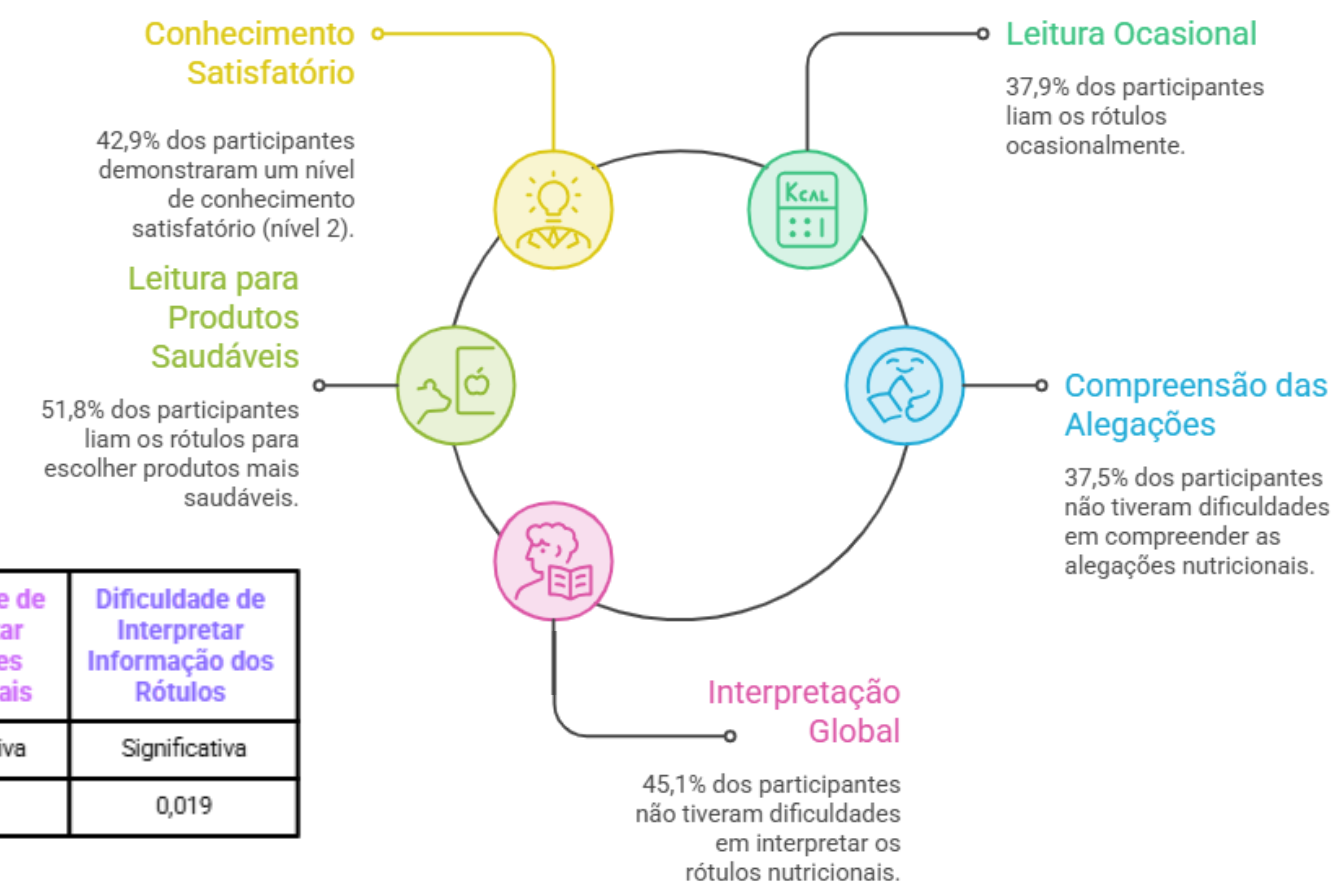 Conhecimento
Satisfatório
42,9% dos participantes
demonstraram um nível
de conhecimento
satisfatório (nível 2).
Leitura Ocasional
37,9% dos participantes
liam os rótulos
ocasionalmente.
KCAL
Leitura para
Produtos
Saudáveis
51,8% dos participantes
liam os rótulos para
escolher produtos mais
saudáveis.
Compreensão das
Alegações
37,5% dos participantes
não tiveram dificuldades
em compreender as
alegações nutricionais.
Interpretação
Global
45,1% dos participantes
não tiveram dificuldades
em interpretar os
rótulos nutricionais.
de
Dificuldade de
Interpretar
Informação dos
Rótulos
Significativa
0,019